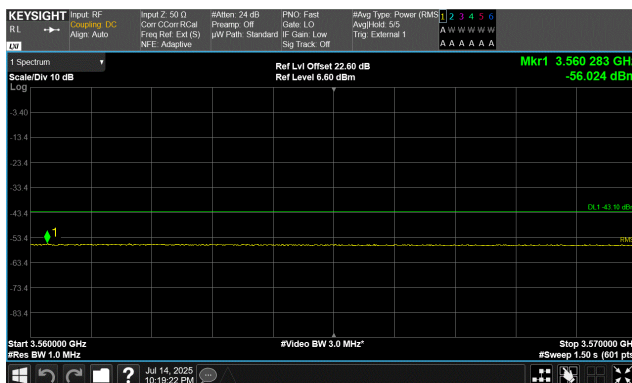 KEYSIGHT Input: RF Input Z: 50 Ω #Atten: 24 dB PNO: Fast #Avg Type: Power (RMS 1 2 3 4 5 6
RL Coupling: DC Corr CCorr RCal Preamp: Off Gate: LO Avg|Hold: 5/5 A W W W W W
Align: Auto Freq Ref: Ext (S) µW Path: Standard IF Gain: Low Trig: External 1
LXI NFE: Adaptive Sig Track: Off A A A A A A
1 Spectrum Ref Lvl Offset 22.60 dB Mkr1 3.560 283 GHz
Scale/Div 10 dB Ref Level 6.60 dBm -56.024 dBm
Log
-3.40
-13.4
-23.4
-33.4
DL1 -43.10 dBm
-43.4
1
-53.4
RMS
-63.4
-73.4
-83.4
Start 3.560000 GHz #Video BW 3.0 MHz* Stop 3.570000 GH
#Res BW 1.0 MHz #Sweep 1.50 s (601 pts
? Jul 14, 2025
10:19:22 PM